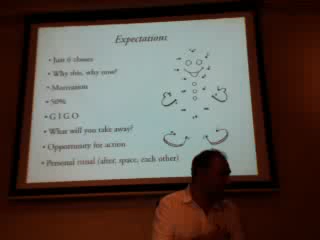 Expectations
• Just 6 classes
• Why this, why now?
• Motivation
• 50%
• G I G O
• What will you take away?
• Opportunity for action
• Personal ritual (after, space, each other)